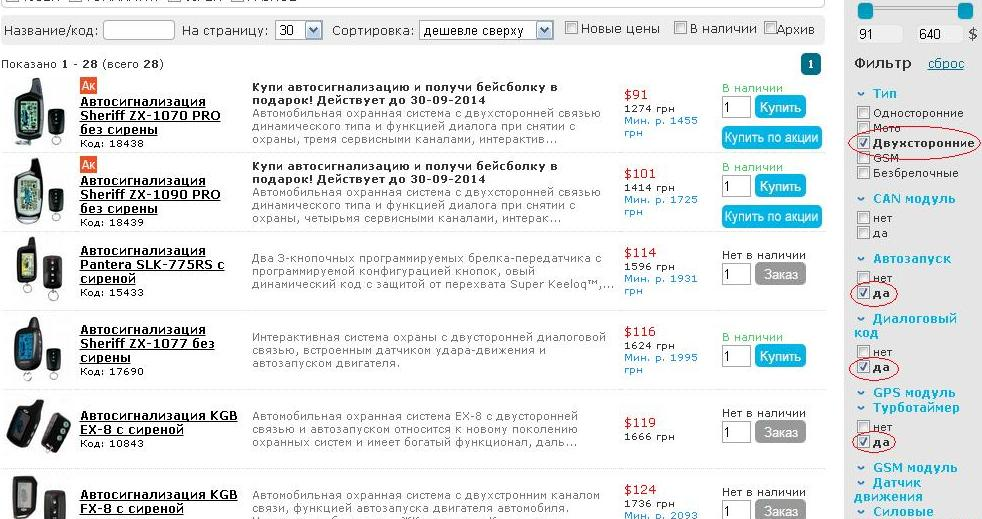 Название/код: На страницу: 30 Сортировка: дешевле сверху Новые цены В наличии Архив
Показано 1 - 28 (всего 28) 1
Ак
Автосигнализация
Sheriff ZX-1070 PRO
без сирены
Код: 18438
Купи автосигнализацию и получи бейсболку в
подарок! Действует до 30-09-2014
Автомобильная охранная система с двухсторонней связью
динамического типа и функцией диалога при снятии с
охраны, тремя сервисными каналами, интерактив...
$91
1274 грн
Мин. р. 1455
грн
В наличии
1 Купить
Купить по акции
Ак
Автосигнализация
Sheriff ZX-1090 PRO
без сирены
Код: 18439
Купи автосигнализацию и получи бейсболку в
подарок! Действует до 30-09-2014
Автомобильная охранная система с двухсторонней связью
динамического типа и функцией диалога при снятии с
охраны, четырьмя сервисными каналами, интерак...
$101
1414 грн
Мин. р. 1725
грн
В наличии
1 Купить
Купить по акции
Автосигнализация
Pantera SLK-775RS с
сиреной
Код: 15433
Два 3-кнопочных программируемых брелка-передатчика с
программируемой конфигурацией кнопок, овый
динамический код с защитой от перехвата Super Keeloq™,...
$114
1596 грн
Мин. р. 1931
грн
Нет в наличии
1 Заказ
Автосигнализация
Sheriff ZX-1077 без
сирены
Код: 17690
Интерактивная система охраны с двусторонней диалоговой
связью, встроенным датчиком удара-движения и
автозапуском двигателя.
$116
1624 грн
Мин. р. 1995
грн
В наличии
1 Купить
Автосигнализация KGB
EX-8 с сиреной
Код: 10843
Автомобильная охранная система EX-8 с двусторонней
связью и автозапуском относится к новому поколению
охранных систем и имеет богатый функционал, даль...
$119
1666 грн
Нет в наличии
1 Заказ
Автосигнализация KGB
FX-8 с сиреной
Автомобильная охранная система с двухстронним каналом
связи, функцией автозапуска двигателя автомобиля.
$124
1736 грн
Мин. р. 2093
Нет в наличии
1 Заказ
91 640 $
Фильтр сброс
Тип
Односторонние
Мото
Двухсторонние
GSM
Безбрелочные
CAN модуль
нет
да
Автозапуск
нет
да
Диалоговый
код
нет
да
GPS модуль
Турботаймер
нет
да
GSM модуль
Датчик
движения
Силовые